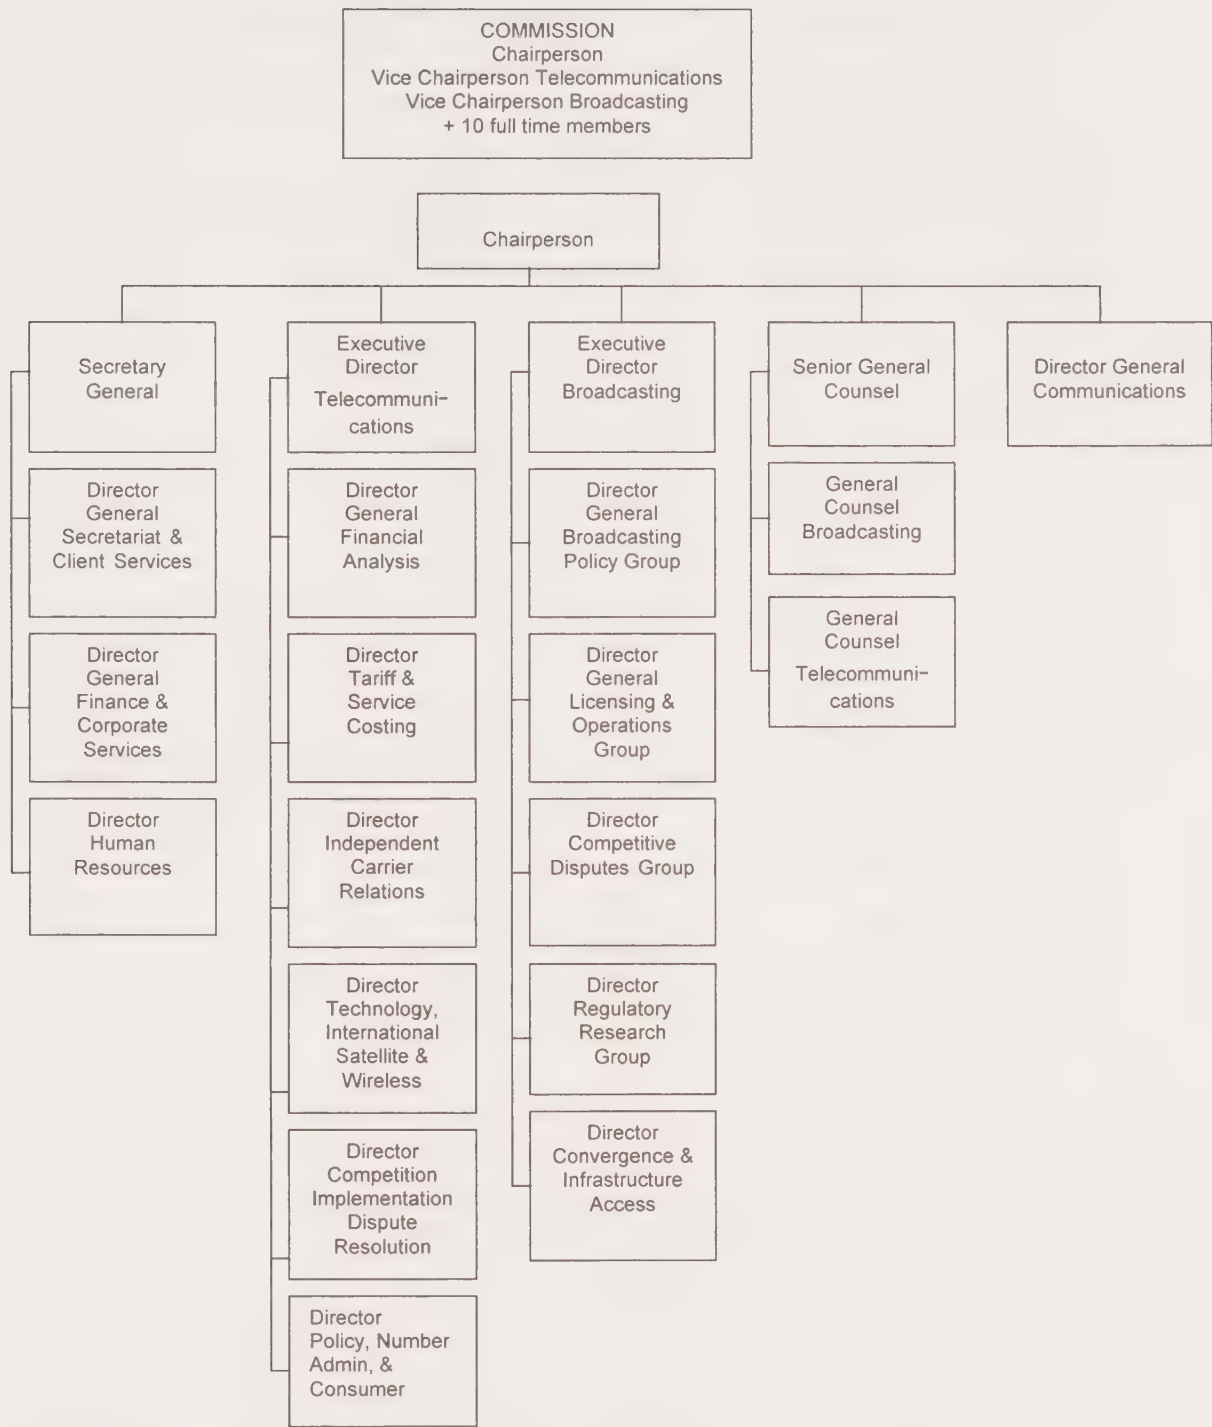 COMMISSION
Chairperson
Vice Chairperson Telecommunications
Vice Chairperson Broadcasting
+ 10 full time members
Chairperson
Secretary
General
Director
General
Secretariat &
Client Services
Director
General
Finance &
Corporate
Services
Director
Human
Resources
Executive
Director
Telecommuni-
cations
Director
General
Financial
Analysis
Director
Tariff &
Service
Costing
Director
Independent
Carrier
Relations
Director
Technology,
International
Satellite &
Wireless
Director
Competition
Implementation
Dispute
Resolution
Director
Policy, Number
Admin, &
Consumer
Executive
Director
Broadcasting
Director
General
Broadcasting
Policy Group
Director
General
Licensing &
Operations
Group
Director
Competitive
Disputes Group
Director
Regulatory
Research
Group
Director
Convergence &
Infrastructure
Access
Senior General
Counsel
General
Counsel
Broadcasting
General
Counsel
Telecommuni-
cations
Director General
Communications